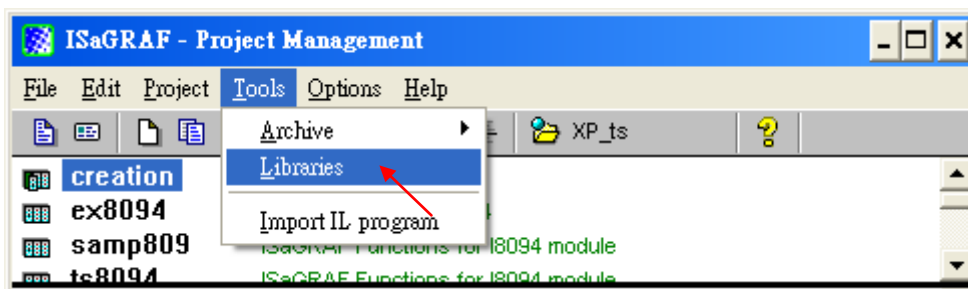 ISaGRAF - Project Management
File Edit Project Tools Options Help
XP_ts
Archive
Libraries
Import IL program
creation
ex8094
samp809 ISaGRAF Functions for I8094 module
ts8094 ISaGRAF Functions for I8094 module